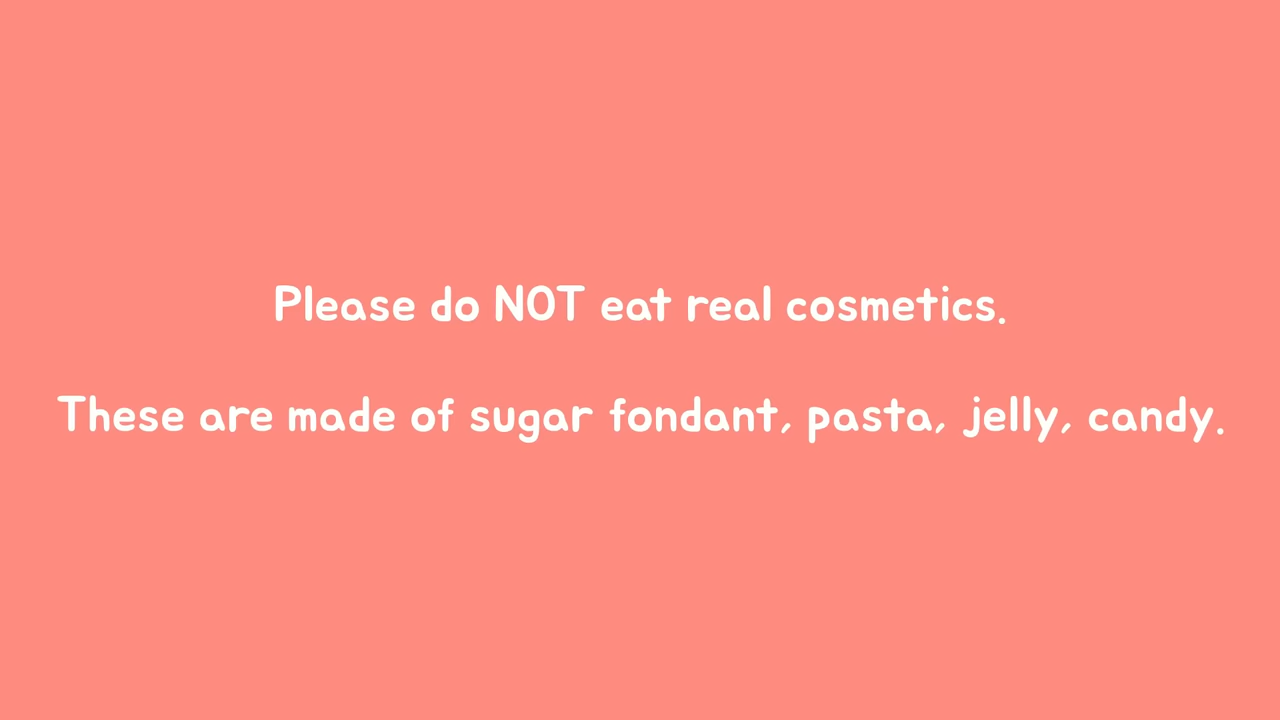 Please do NOT eat real cosmetics.
These are made of sugar fondant, pasta, jelly, candy.